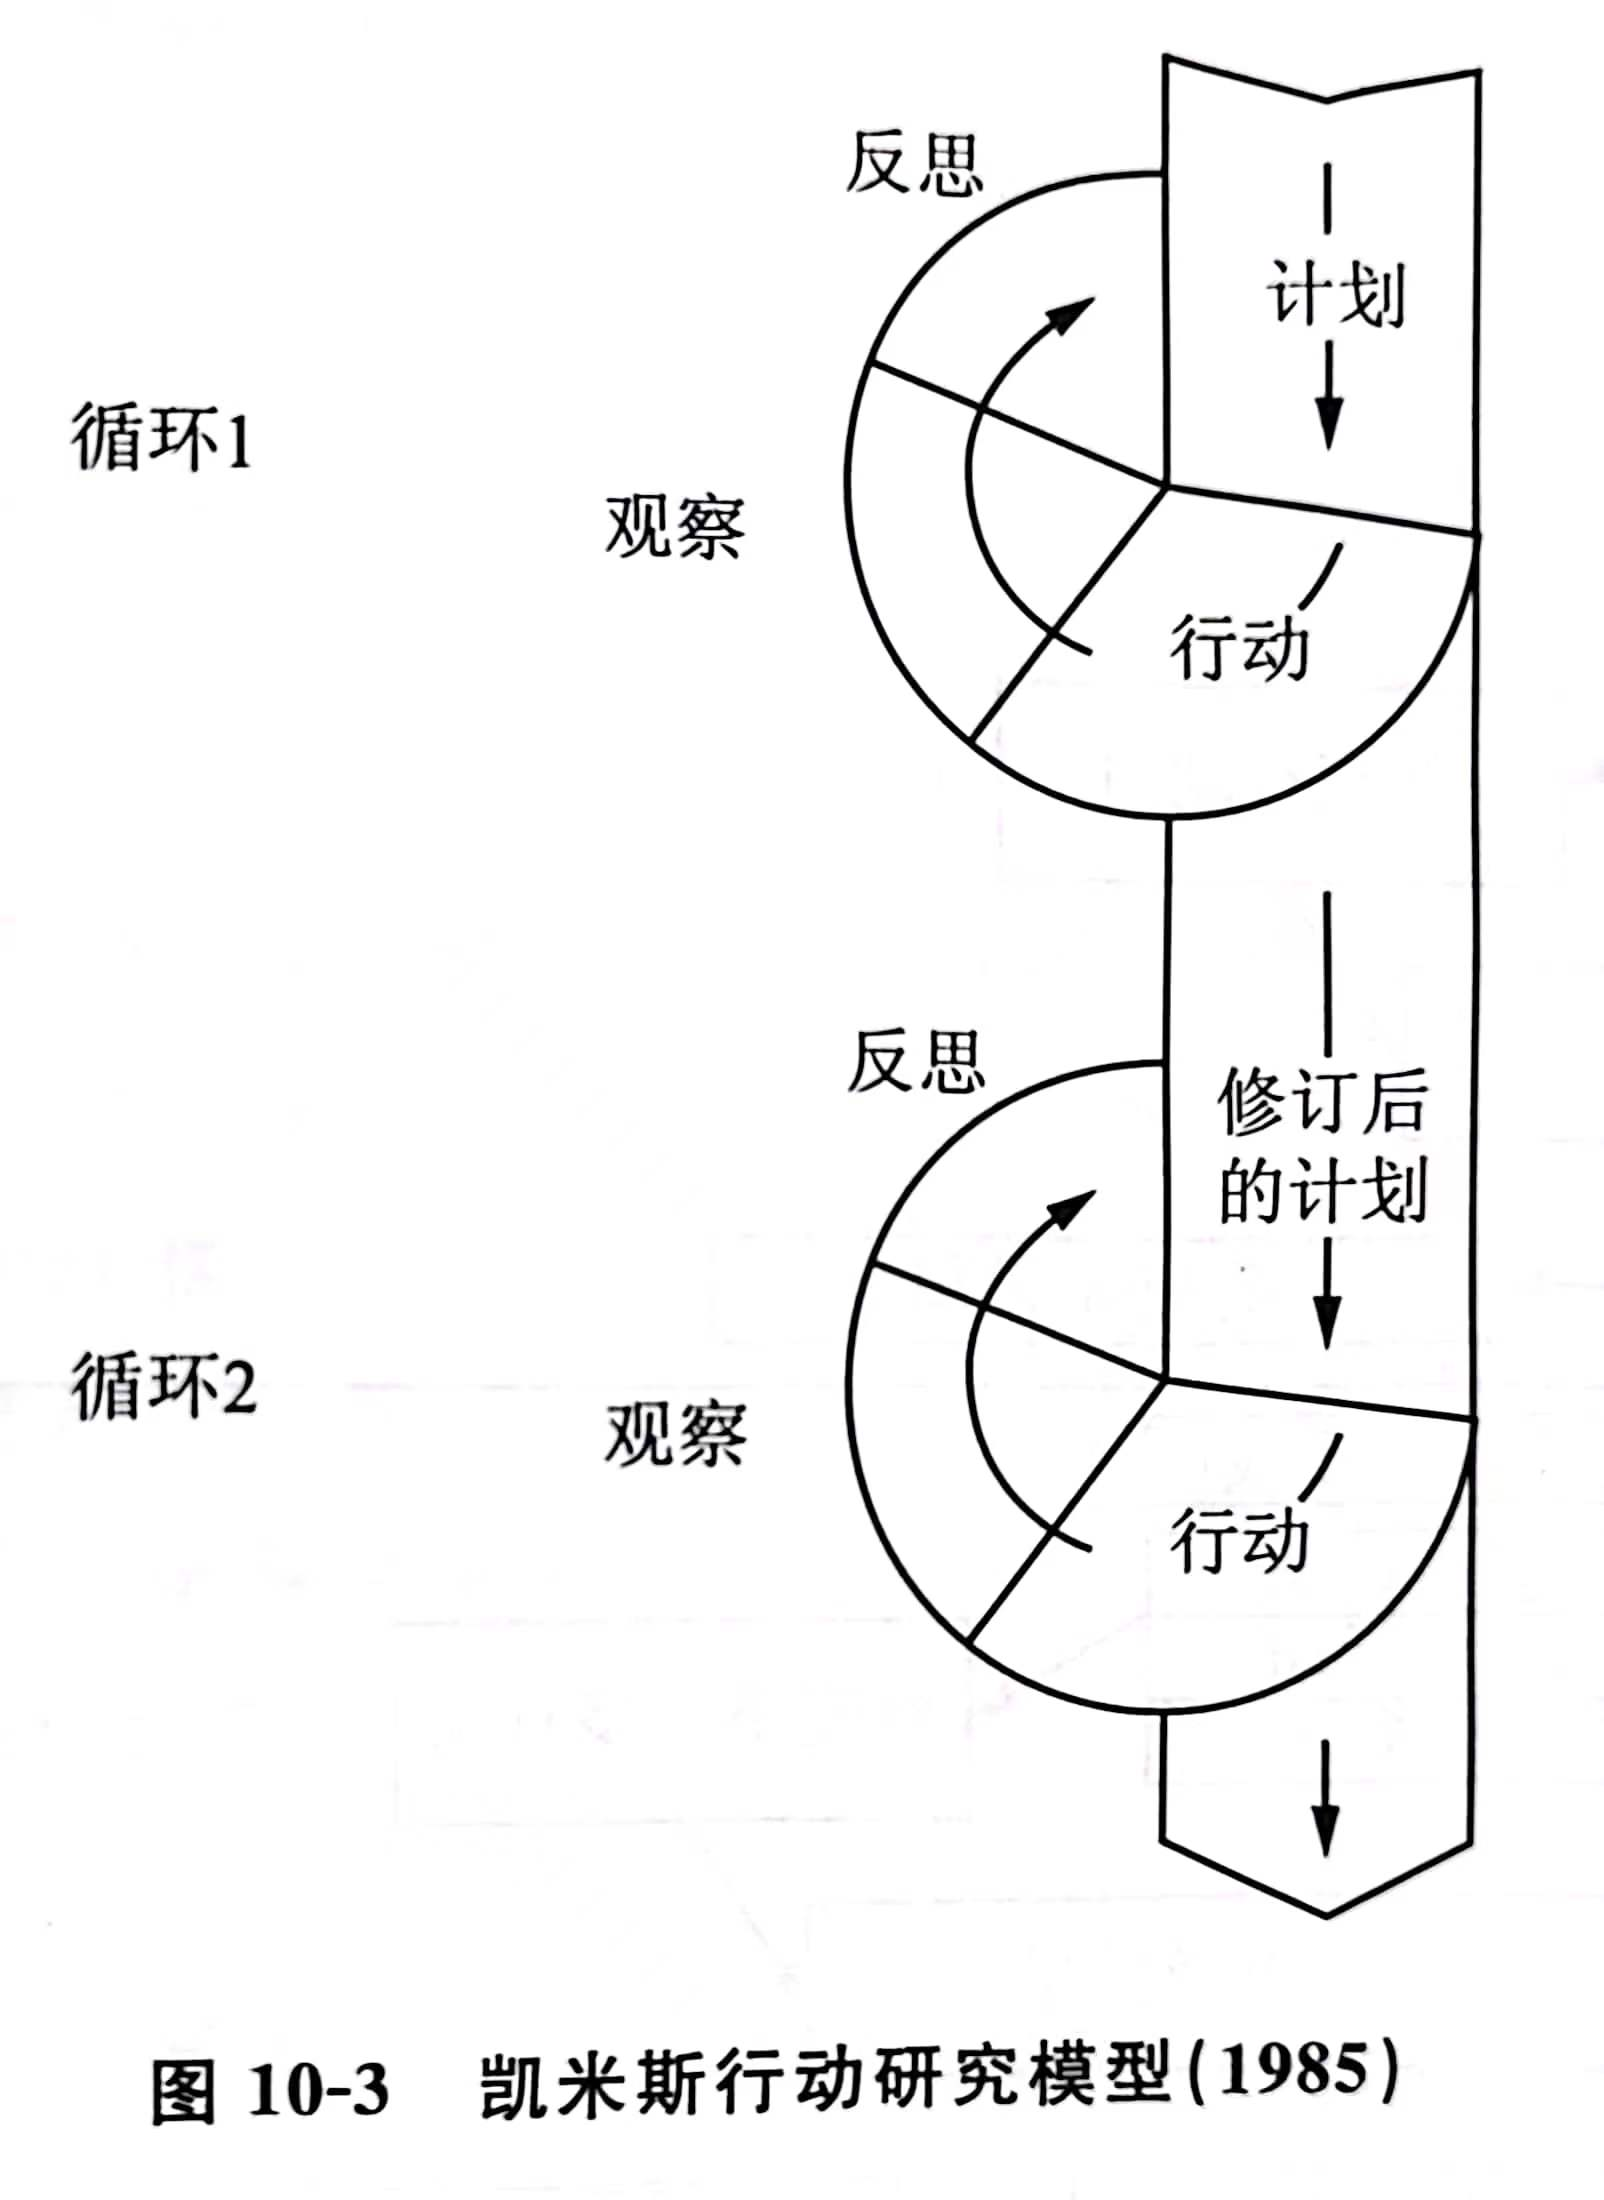 反思
计划
循环1
观察
行动
反思
修订后
的计划
循环2
观察
行动
图 10-3 凯米斯行动研究模型(1985)